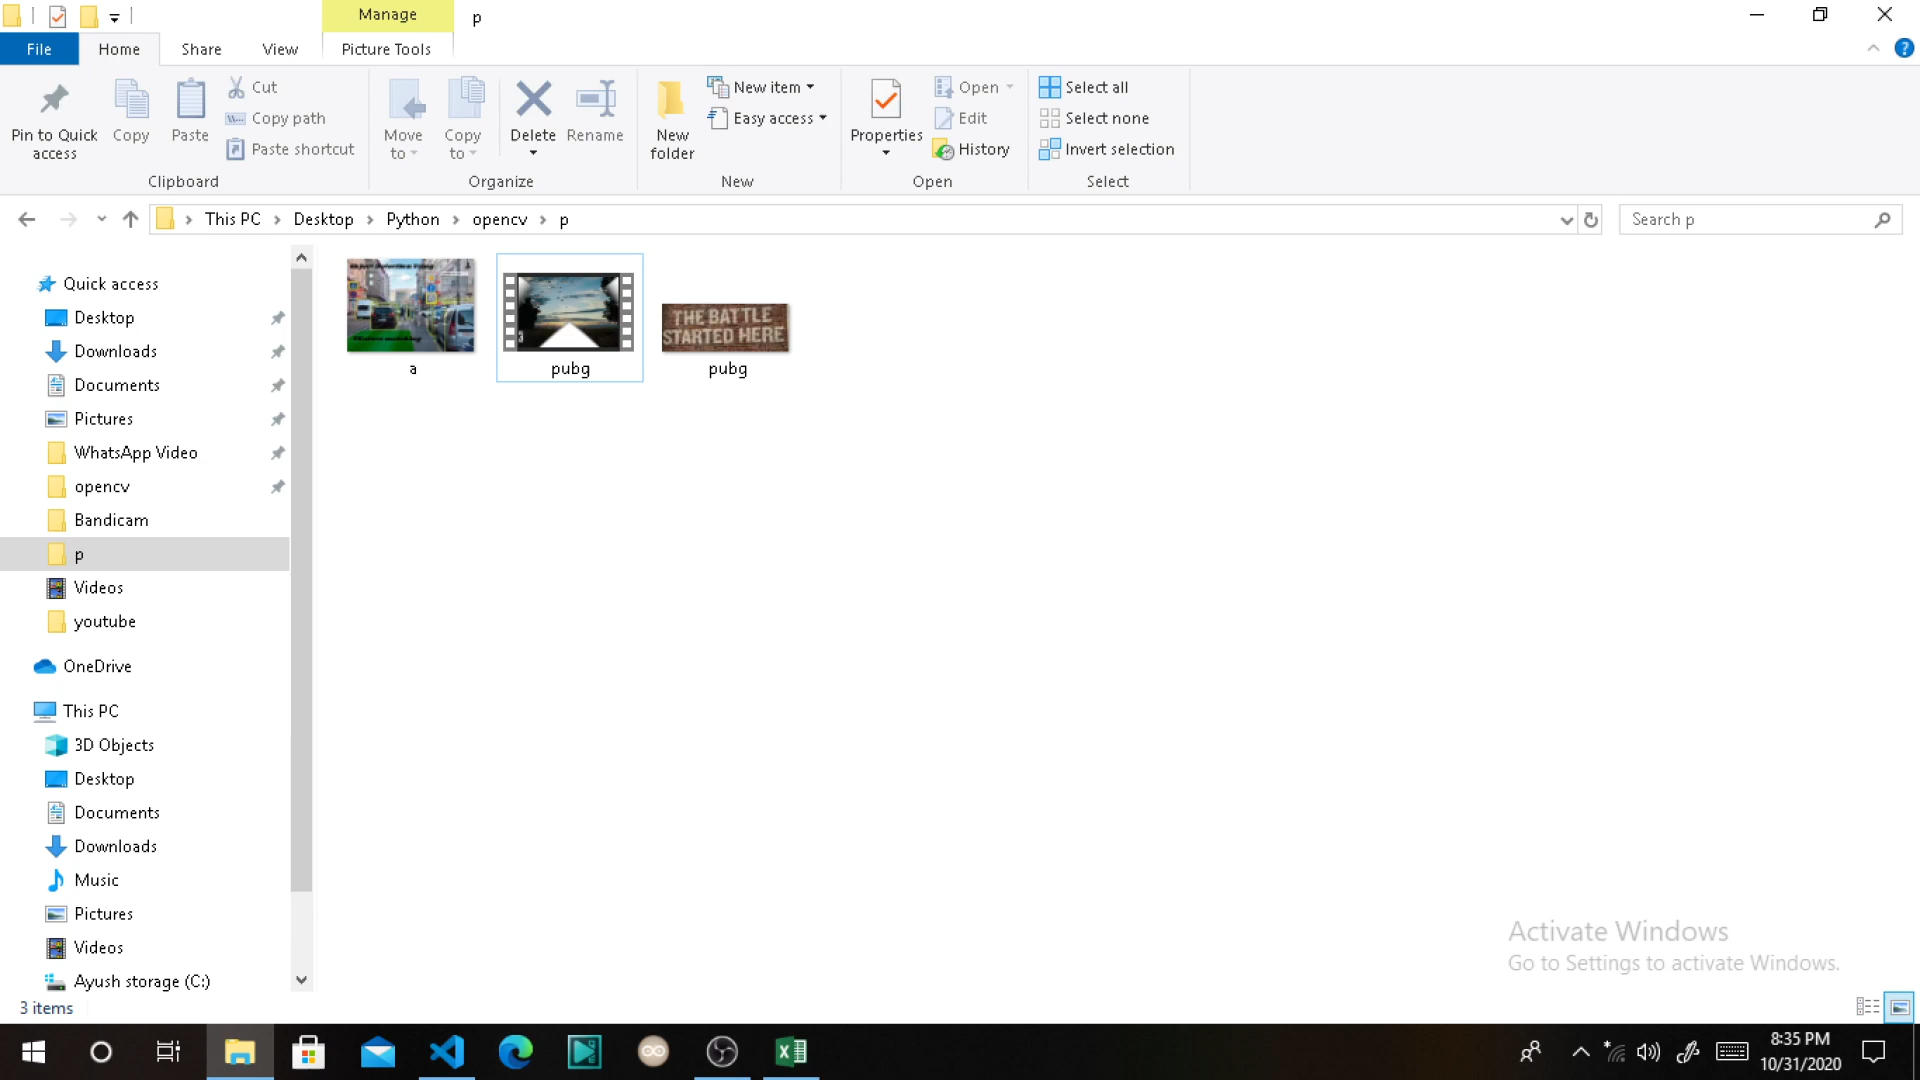 Manage
p
File
Home
Share
View
Picture Tools
Pin to Quick access
Copy
Paste
Cut
Copy path
Paste shortcut
Clipboard
Move to
Copy to
Delete
Rename
Organize
New folder
New item
Easy access
New
Properties
Open
Edit
History
Open
Select all
Select none
Invert selection
Select
This PC
Desktop
Python
opencv
p
Search p
Quick access
Desktop
Downloads
Documents
Pictures
WhatsApp Video
opencv
Bandicam
p
Videos
youtube
OneDrive
This PC
3D Objects
Desktop
Documents
Downloads
Music
Pictures
Videos
Ayush storage (C:)
THE BATTLE
STARTED HERE
a
pubg
pubg
Activate Windows
Go to Settings to activate Windows.
3 items
8:35 PM
10/31/2020